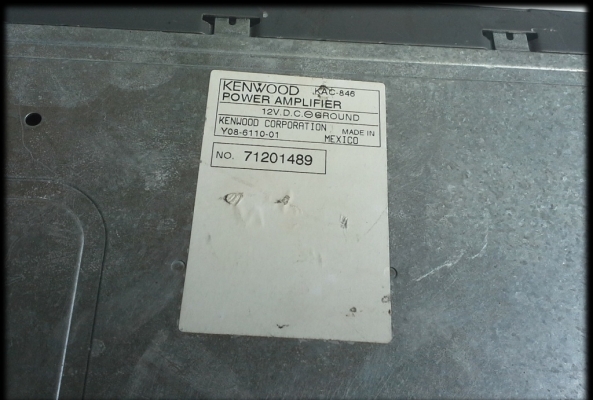 KENWOOD KAC-846
POWER AMPLIFIER
12V.D.C.⊖GROUND
KENWOOD CORPORATION
Y08-6110-01
MADE IN
MEXICO
NO. 71201489